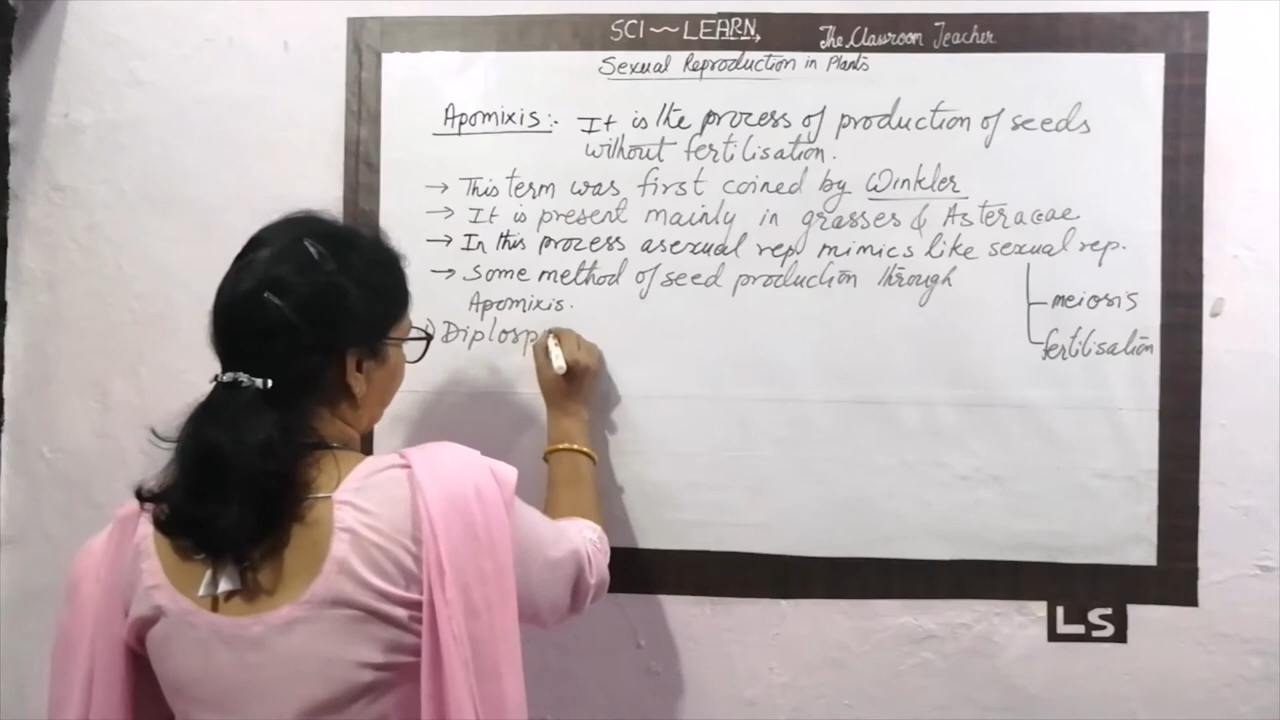 SCI~LEARN The Classroom Teacher
Sexual Reproduction in Plants
Apomixis:- It is the process of production of seeds
without fertilisation.
→ This term was first coined by Winkler
→ It is present mainly in grasses & Asteraceae
→ In this process asexual rep. mimics like sexual rep.
→ Some method of seed production through
Apomixis.
meiosis
fertilisation
) Diplosp
LS